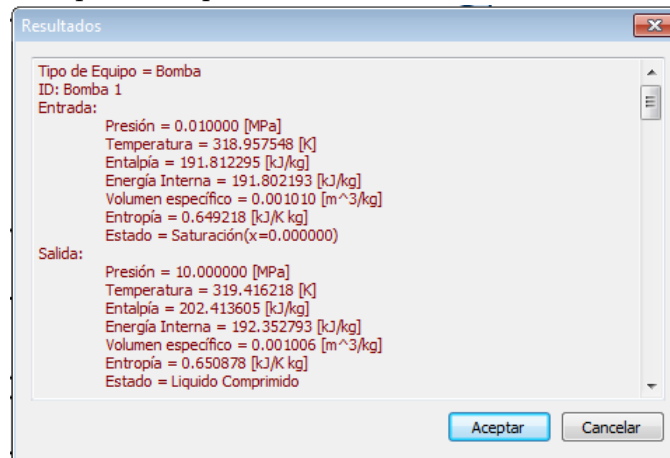 Resultados
Tipo de Equipo = Bomba
ID: Bomba 1
Entrada:
Presión = 0.010000 [MPa]
Temperatura = 318.957548 [K]
Entalpía = 191.812295 [kJ/kg]
Energía Interna = 191.802193 [kJ/kg]
Volumen específico = 0.001010 [m^3/kg]
Entropía = 0.649218 [kJ/K kg]
Estado = Saturación(x=0.000000)
Salida:
Presión = 10.000000 [MPa]
Temperatura = 319.416218 [K]
Entalpía = 202.413605 [kJ/kg]
Energía Interna = 192.352793 [kJ/kg]
Volumen específico = 0.001006 [m^3/kg]
Entropía = 0.650878 [kJ/K kg]
Estado = Liquido Comprimido
Aceptar Cancelar